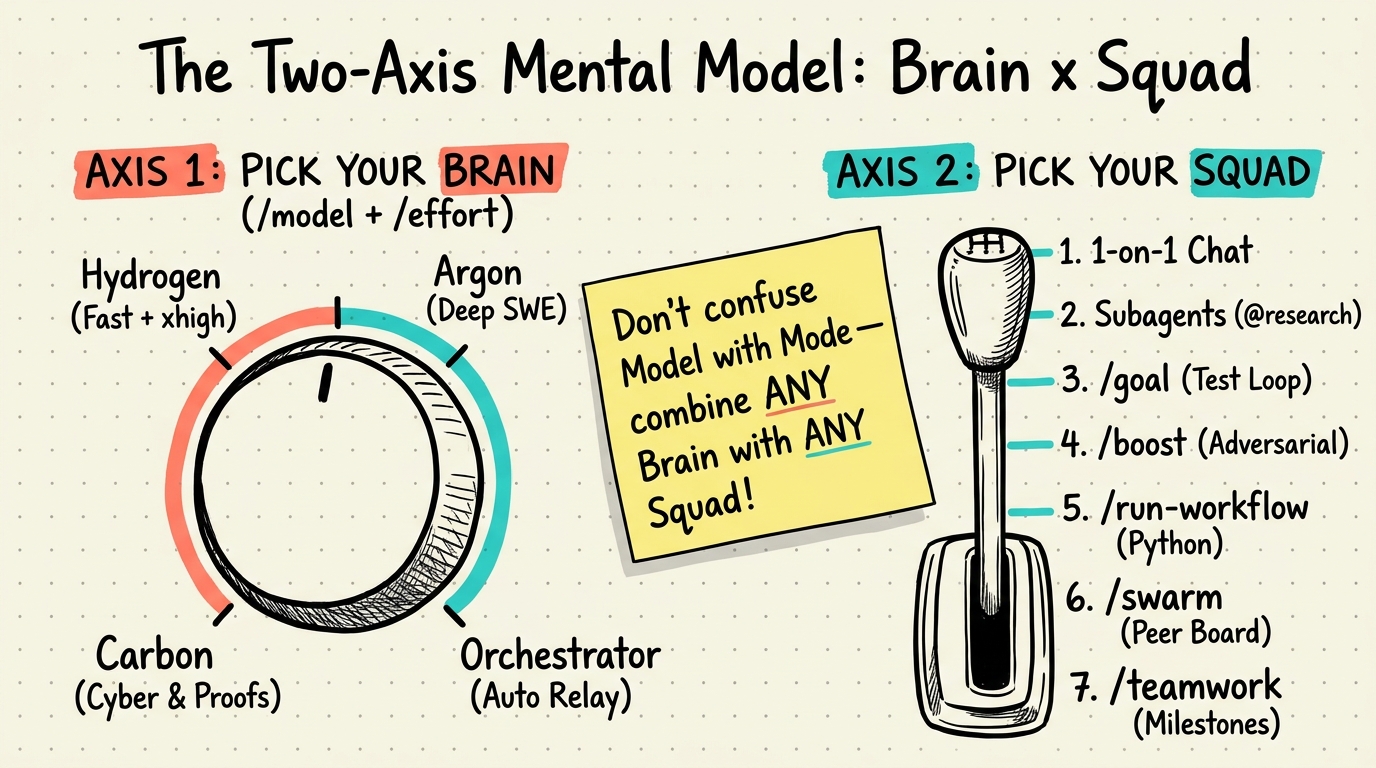 The Two-Axis Mental Model: Brain x Squad
AXIS 1: PICK YOUR BRAIN
(/model + /effort)
Hydrogen
(Fast + xhigh)
Argon
(Deep SWE)
Carbon
(Cyber & Proofs)
Orchestrator
(Auto Relay)
Don't confuse
Model with Mode—
combine ANY
Brain with ANY
Squad!
AXIS 2: PICK YOUR SQUAD
1. 1-on-1 Chat
2. Subagents (@research)
3. /goal (Test Loop)
4. /boost (Adversarial)
5. /run-workflow
(Python)
6. /swarm
(Peer Board)
7. /teamwork
(Milestones)